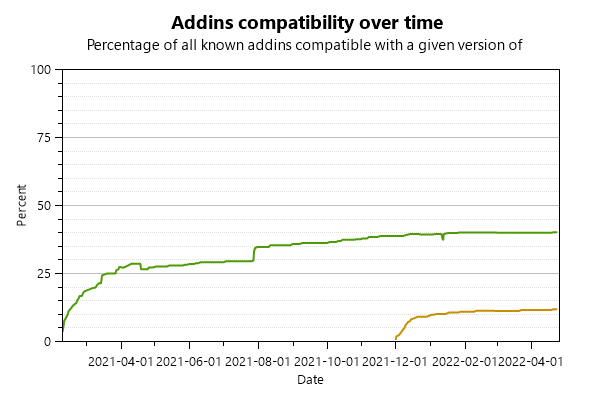 Addins compatibility over time
Percentage of all known addins compatible with a given version of
100
75
50
25
0
Percent
2021-04-01 2021-06-01 2021-08-01 2021-10-01 2021-12-01 2022-02-01 2022-04-01
Date